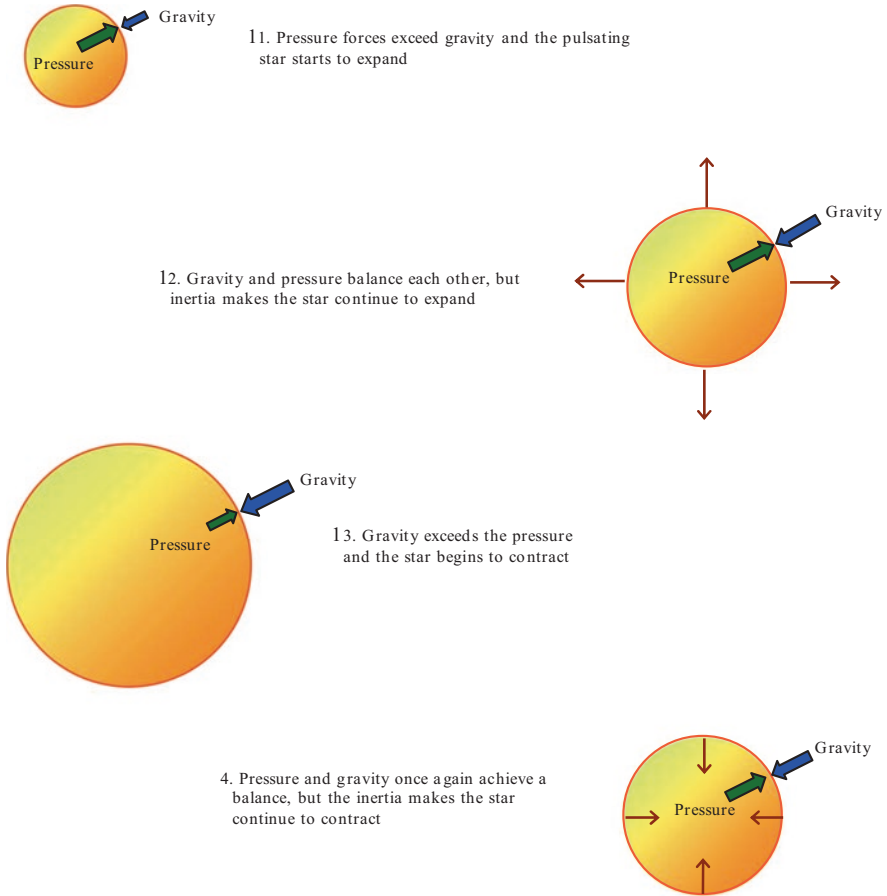 Gravity
Pressure
11. Pressure forces exceed gravity and the pulsating
star starts to expand
Gravity
Pressure
12. Gravity and pressure balance each other, but
inertia makes the star continue to expand
Gravity
Pressure
13. Gravity exceeds the pressure
and the star begins to contract
Gravity
Pressure
4. Pressure and gravity once again achieve a
balance, but the inertia makes the star
continue to contract